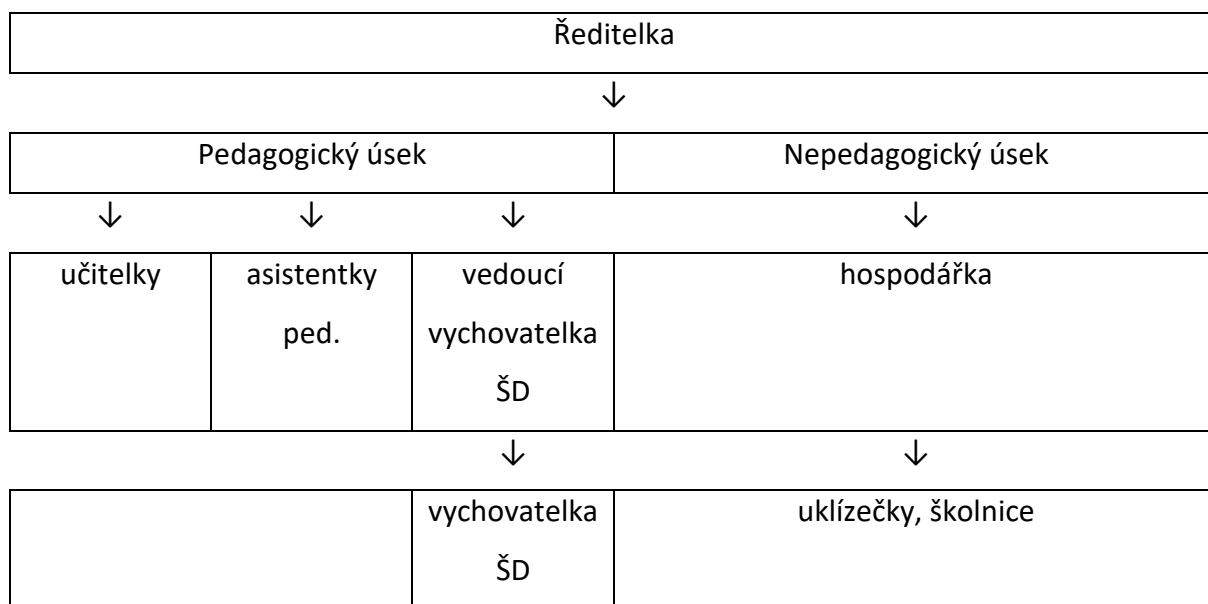 Ředitelka
↓
Pedagogický úsek Nepedagogický úsek
↓ ↓ ↓ ↓
učitelky asistentky vedoucí hospodářka
ped. vychovatelka
ŠD
↓ ↓
vychovatelka uklízečky, školnice
ŠD